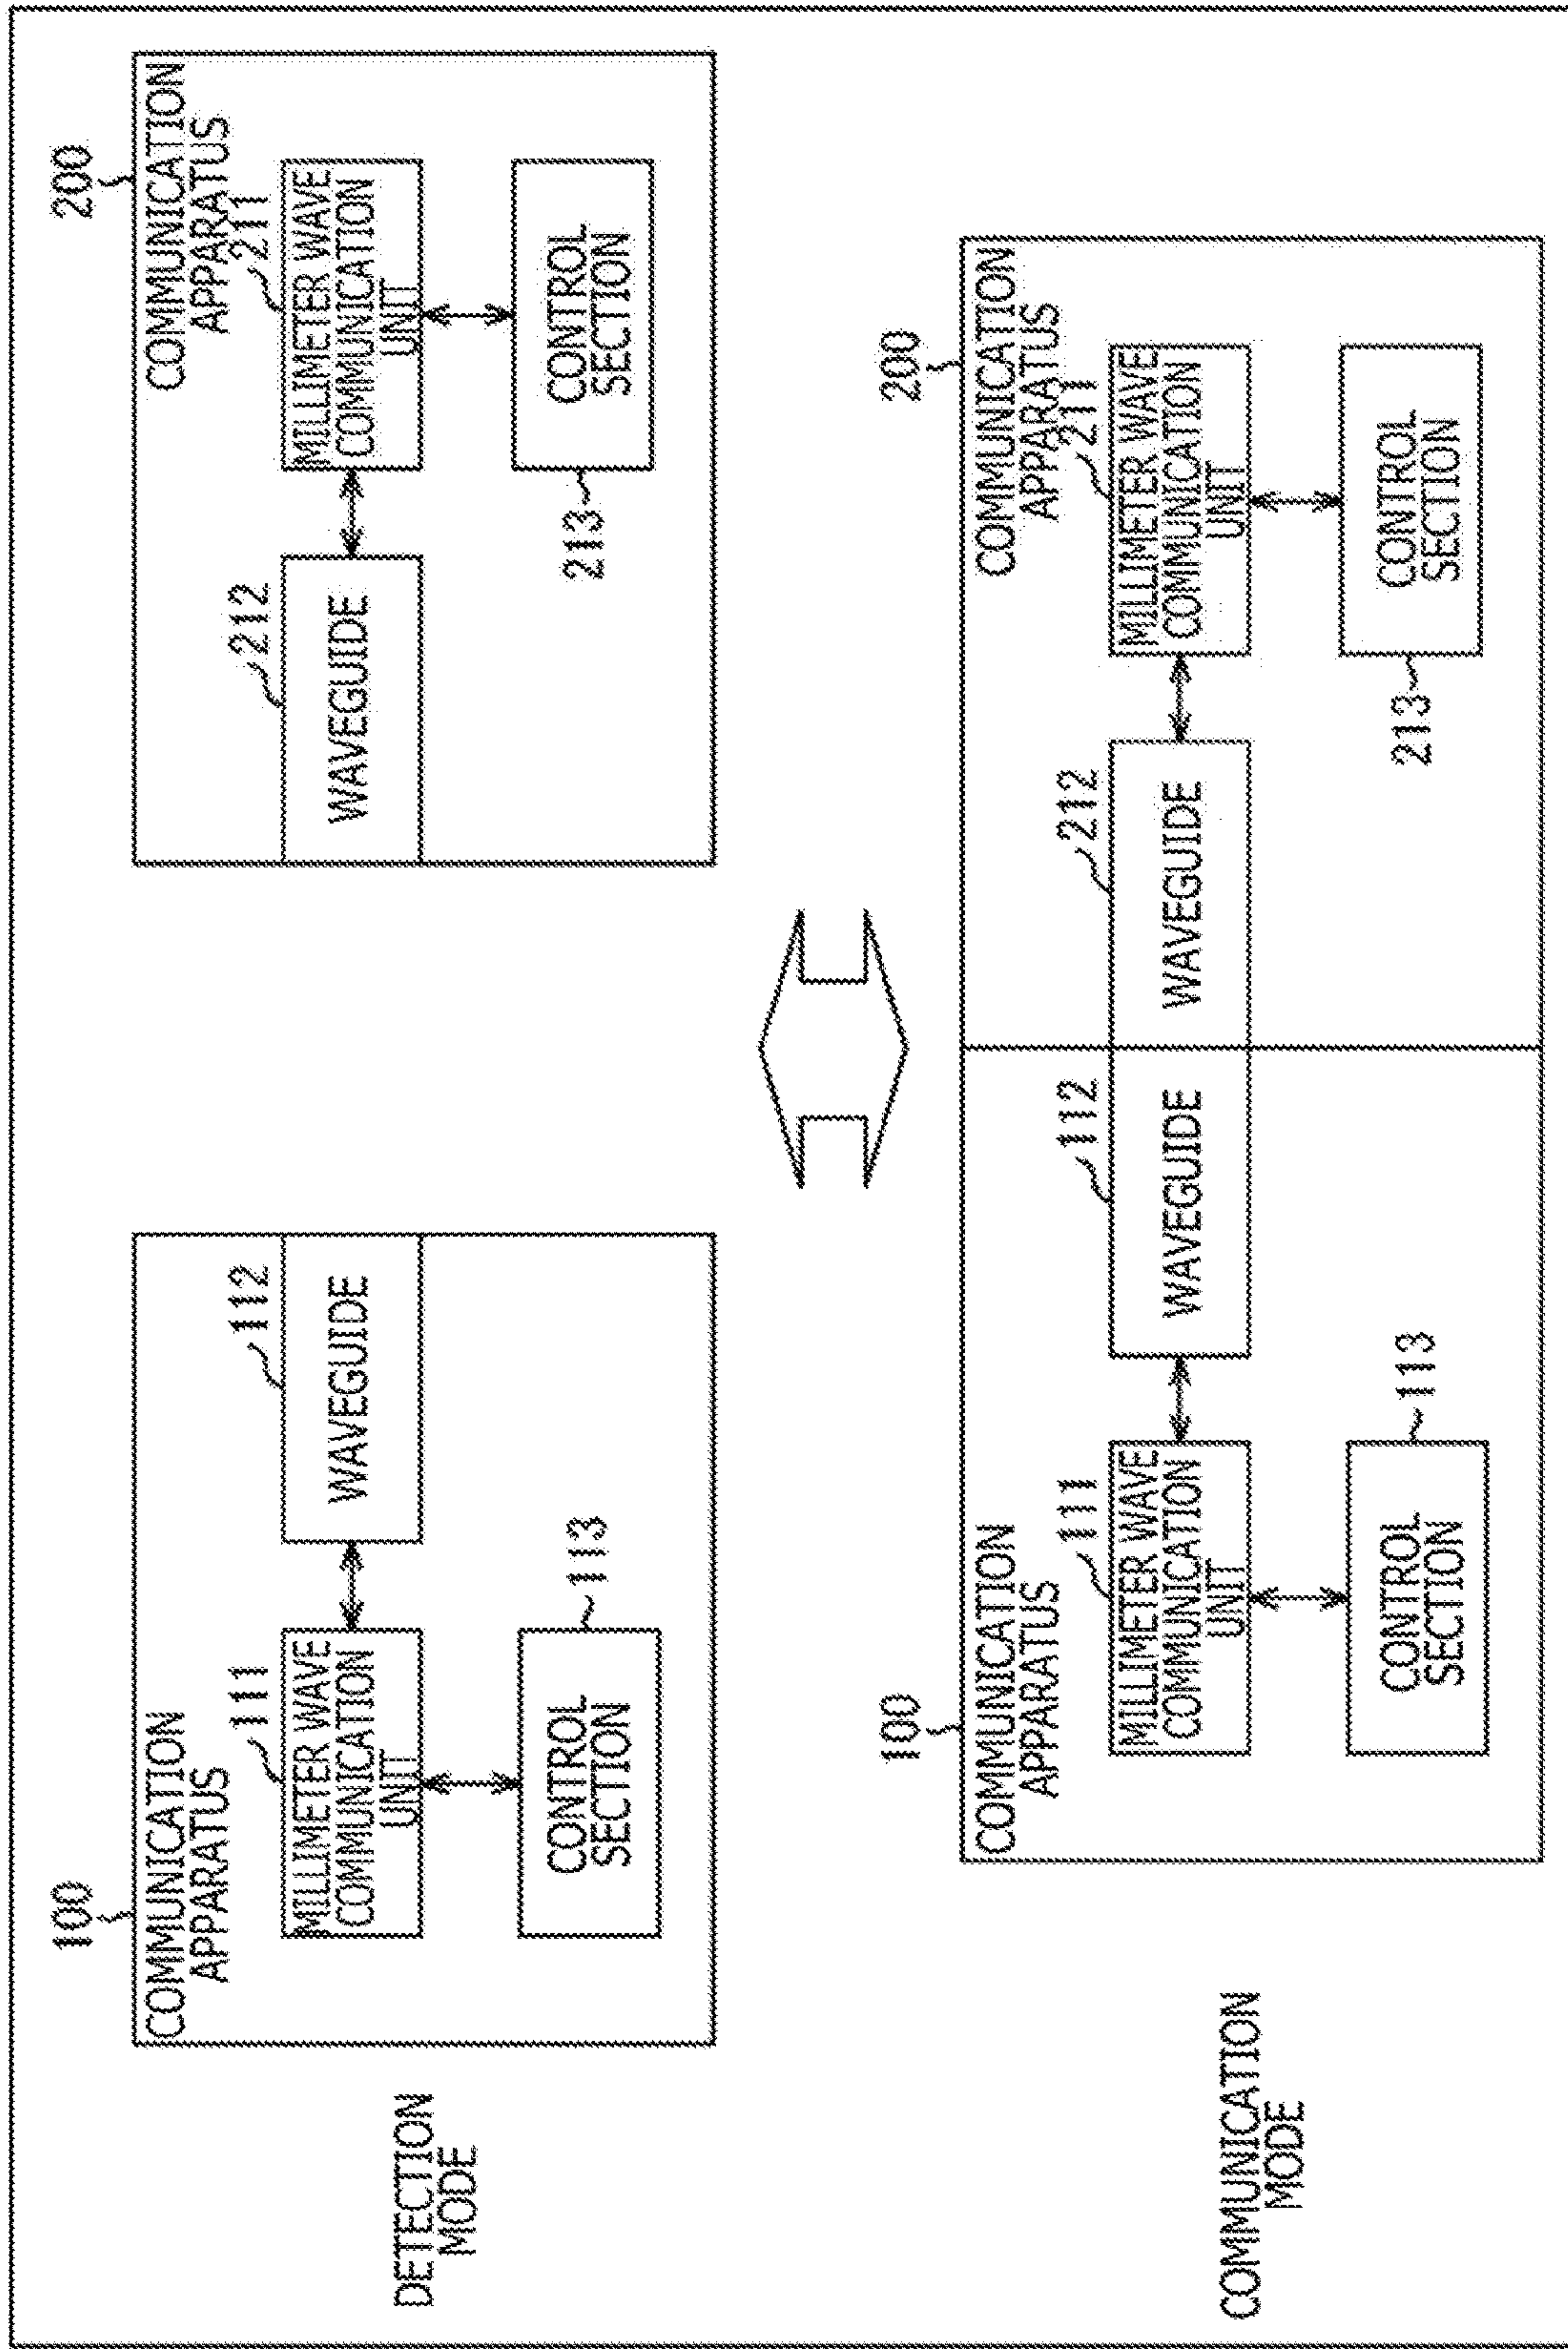 DETECTION
MODE
100
COMMUNICATION
APPARATUS
111
MILLIMETER WAVE
COMMUNICATION
UNIT
112
WAVEGUIDE
CONTROL
SECTION
113
200
COMMUNICATION
APPARATUS
212
WAVEGUIDE
211
MILLIMETER WAVE
COMMUNICATION
UNIT
213
CONTROL
SECTION
COMMUNICATION
MODE
100
COMMUNICATION
APPARATUS
111
MILLIMETER WAVE
COMMUNICATION
UNIT
112
WAVEGUIDE
CONTROL
SECTION
113
200
COMMUNICATION
APPARATUS
212
WAVEGUIDE
211
MILLIMETER WAVE
COMMUNICATION
UNIT
213
CONTROL
SECTION